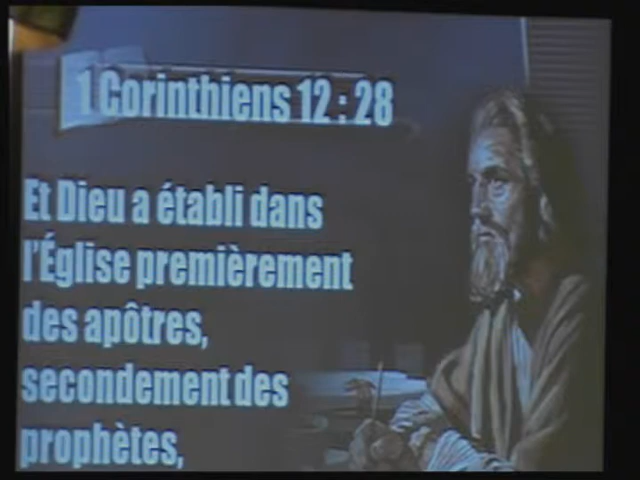 1 Corinthiens 12 : 28
Et Dieu a établi dans
l'Église premièrement
des apôtres,
secondement des
prophètes,